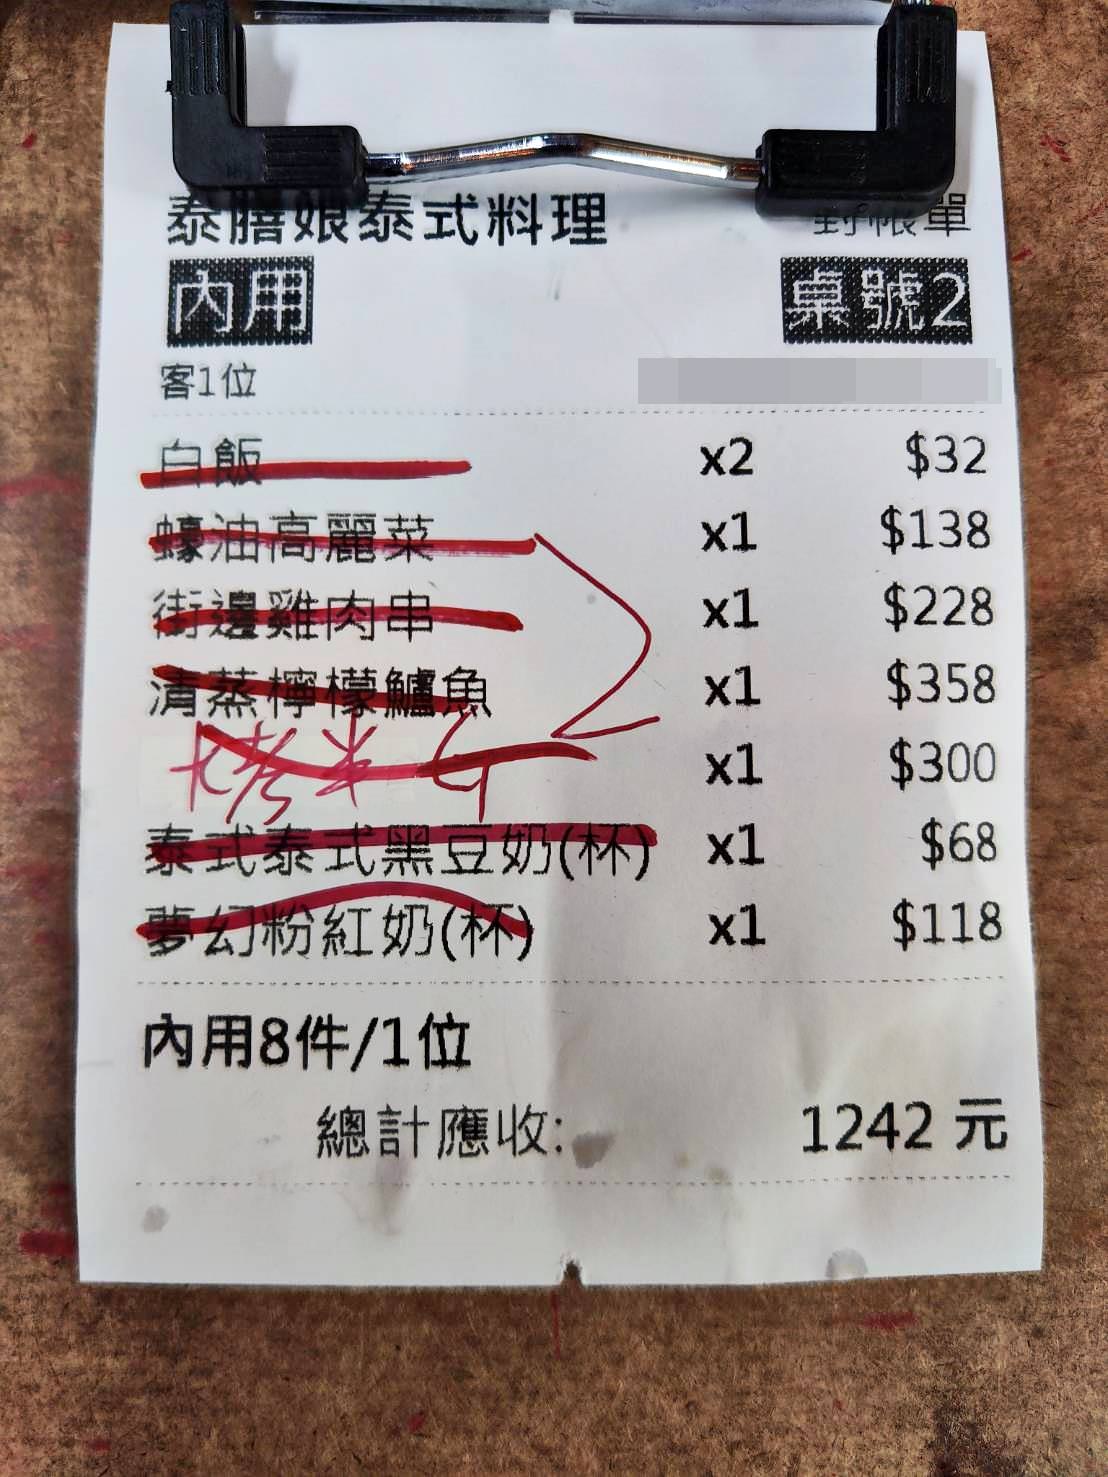 泰膳娘泰式料理 對帳單
內用 桌號2
客1位
白飯 x2 $32
蠔油高麗菜 x1 $138
街邊雞肉串 x1 $228
清蒸檸檬鱸魚 x1 $358
烤半 x1 $300
泰式泰式黑豆奶(杯) x1 $68
夢幻粉紅奶(杯) x1 $118
內用8件/1位
總計應收: 1242 元